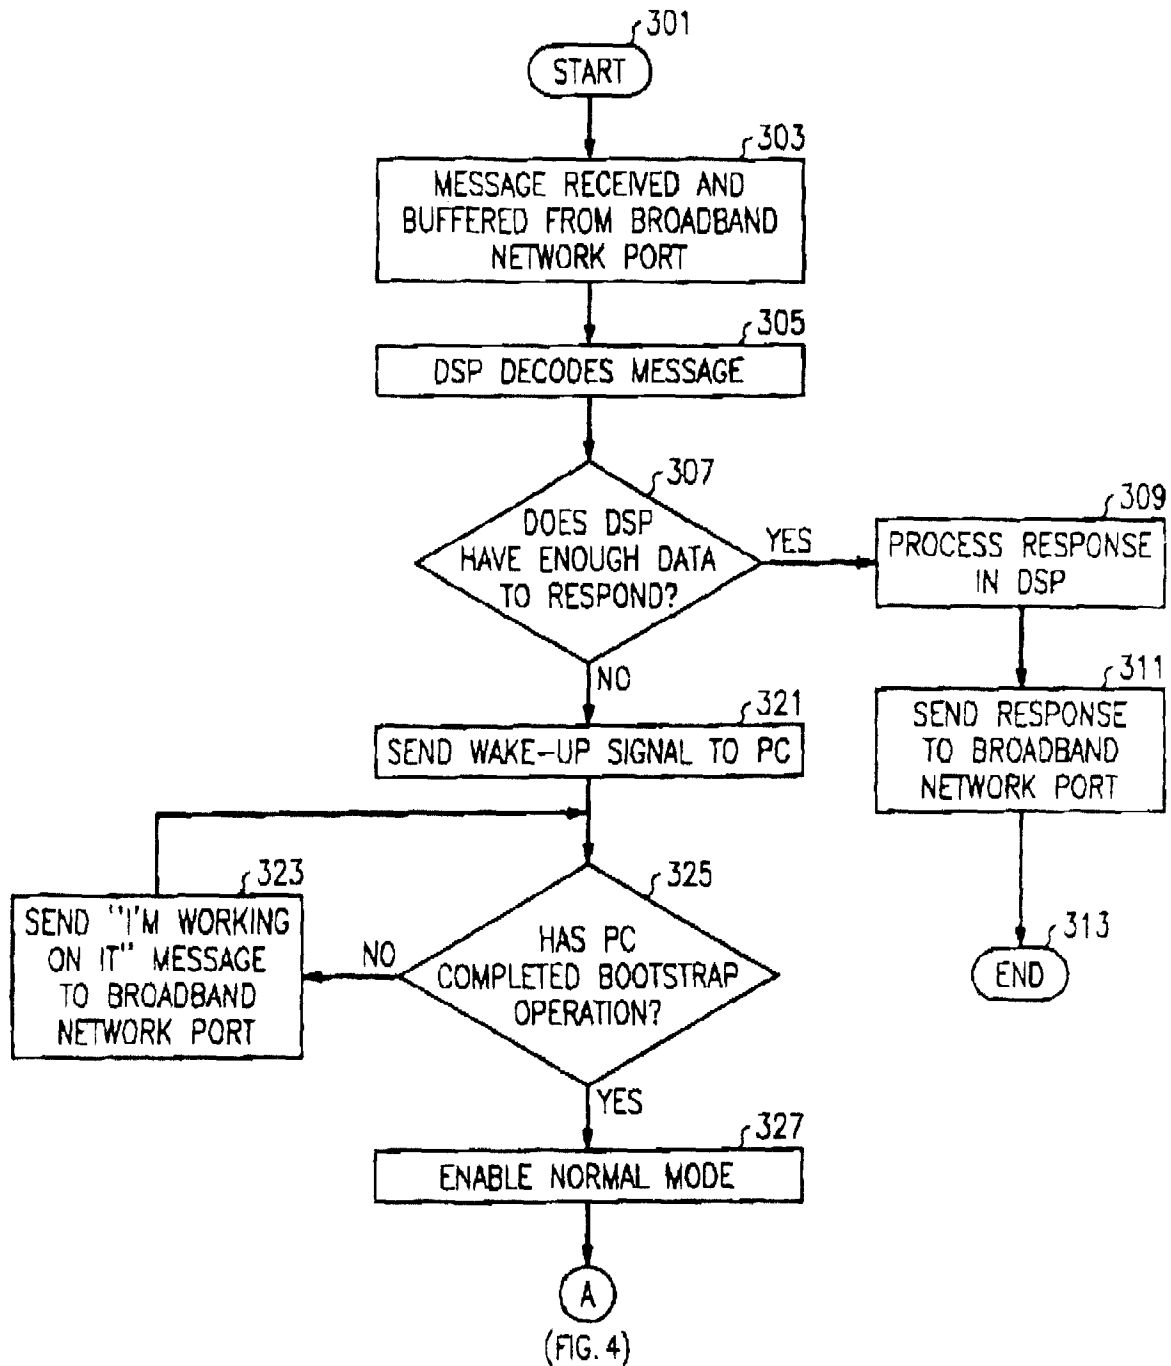 301
START
303
MESSAGE RECEIVED AND
BUFFERED FROM BROADBAND
NETWORK PORT
305
DSP DECODES MESSAGE
307
DOES DSP
HAVE ENOUGH DATA
TO RESPOND?
YES
309
PROCESS RESPONSE
IN DSP
311
SEND RESPONSE
TO BROADBAND
NETWORK PORT
313
END
NO
321
SEND WAKE-UP SIGNAL TO PC
323
SEND "I'M WORKING
ON IT" MESSAGE
TO BROADBAND
NETWORK PORT
NO
325
HAS PC
COMPLETED BOOTSTRAP
OPERATION?
YES
327
ENABLE NORMAL MODE
A
(FIG. 4)